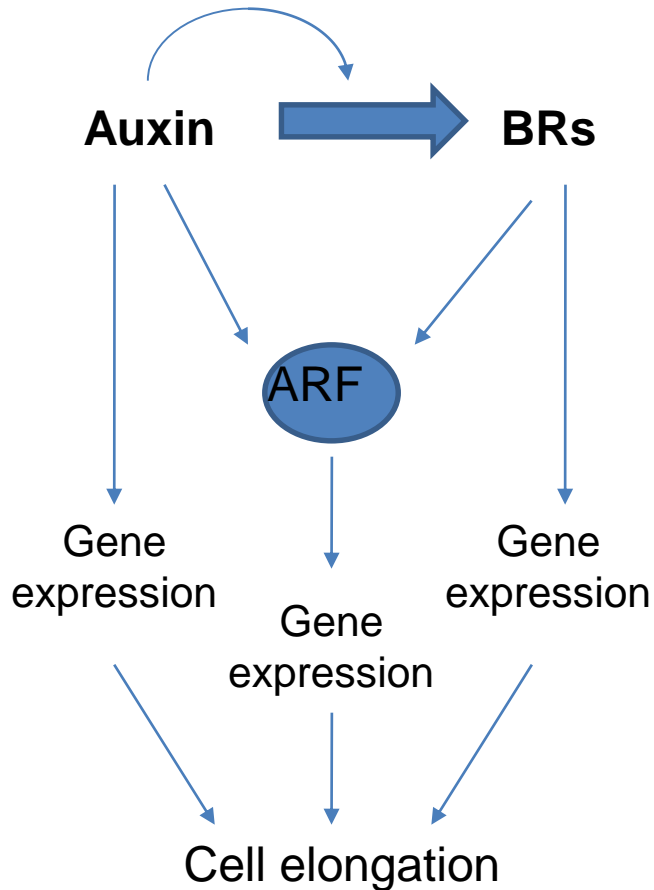 Auxin
BRs
ARF
Gene
expression
Gene
expression
Gene
expression
Cell elongation